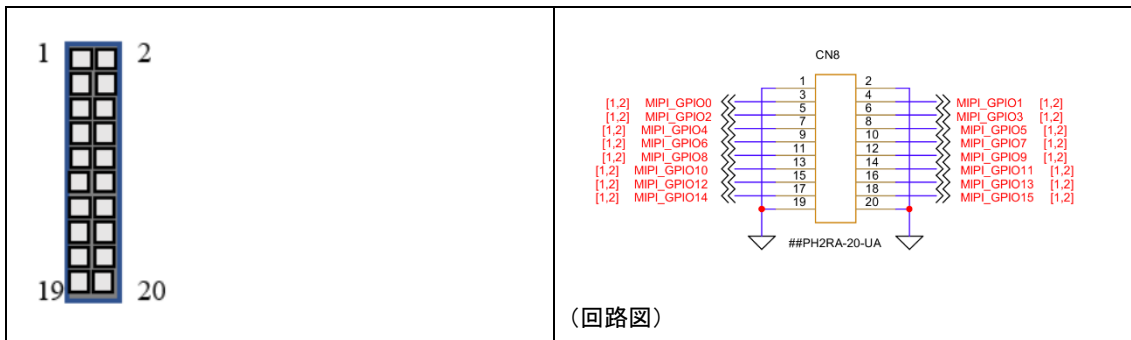 1 2
19 20
CN8
1 2
3 4
[1,2] MIPI_GPIO0 5 6 MIPI_GPIO1 [1,2]
[1,2] MIPI_GPIO2 7 8 MIPI_GPIO3 [1,2]
[1,2] MIPI_GPIO4 9 10 MIPI_GPIO5 [1,2]
[1,2] MIPI_GPIO6 11 12 MIPI_GPIO7 [1,2]
[1,2] MIPI_GPIO8 13 14 MIPI_GPIO9 [1,2]
[1,2] MIPI_GPIO10 15 16 MIPI_GPIO11 [1,2]
[1,2] MIPI_GPIO12 17 18 MIPI_GPIO13 [1,2]
[1,2] MIPI_GPIO14 19 20 MIPI_GPIO15 [1,2]
##PH2RA-20-UA
（回路図）